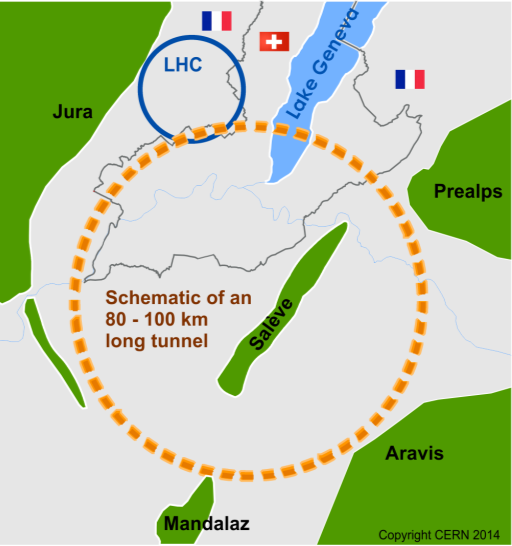 LHC
Lake Geneva
Jura
Prealps
Schematic of an
80 - 100 km
long tunnel
Salève
Aravis
Mandalaz
Copyright CERN 2014